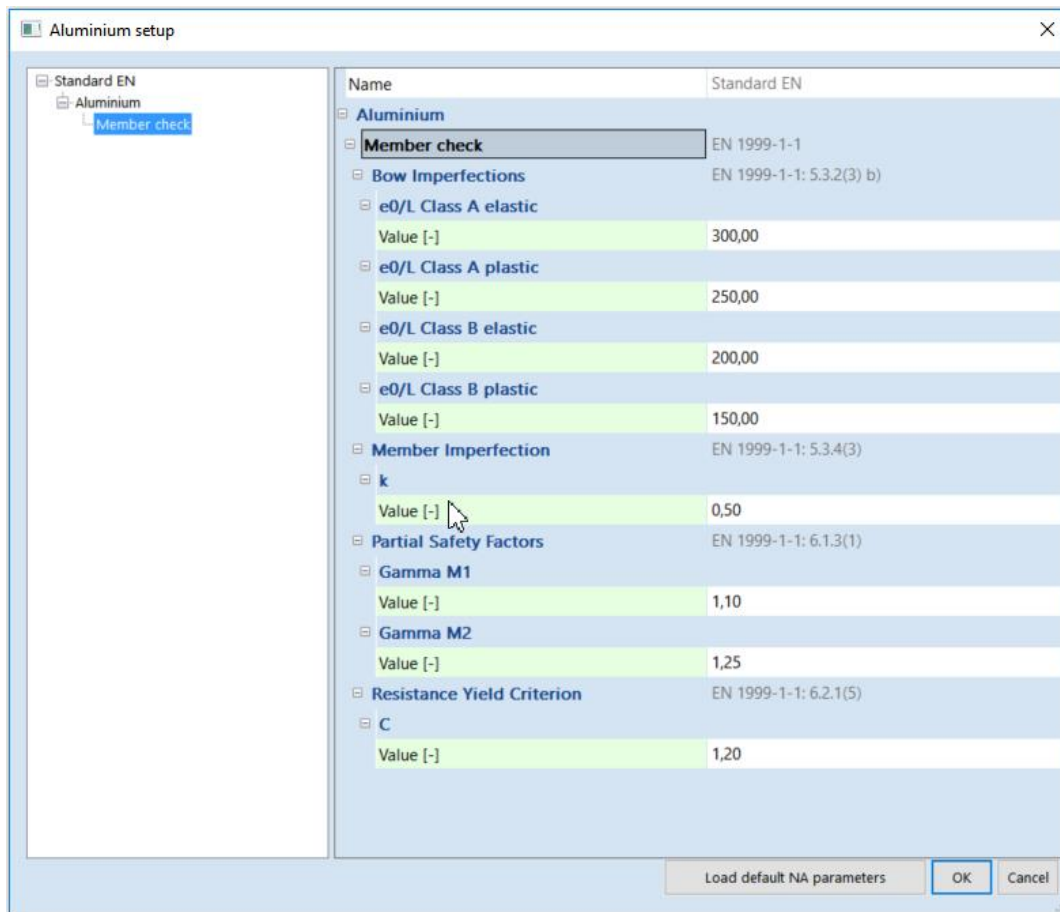 Aluminium setup
Standard EN
Aluminium
Member check
Name Standard EN
Aluminium
Member check EN 1999-1-1
Bow Imperfections EN 1999-1-1: 5.3.2(3) b)
e0/L Class A elastic
Value [-] 300,00
e0/L Class A plastic
Value [-] 250,00
e0/L Class B elastic
Value [-] 200,00
e0/L Class B plastic
Value [-] 150,00
Member Imperfection EN 1999-1-1: 5.3.4(3)
k
Value [-] 0,50
Partial Safety Factors EN 1999-1-1: 6.1.3(1)
Gamma M1
Value [-] 1,10
Gamma M2
Value [-] 1,25
Resistance Yield Criterion EN 1999-1-1: 6.2.1(5)
C
Value [-] 1,20
Load default NA parameters OK Cancel